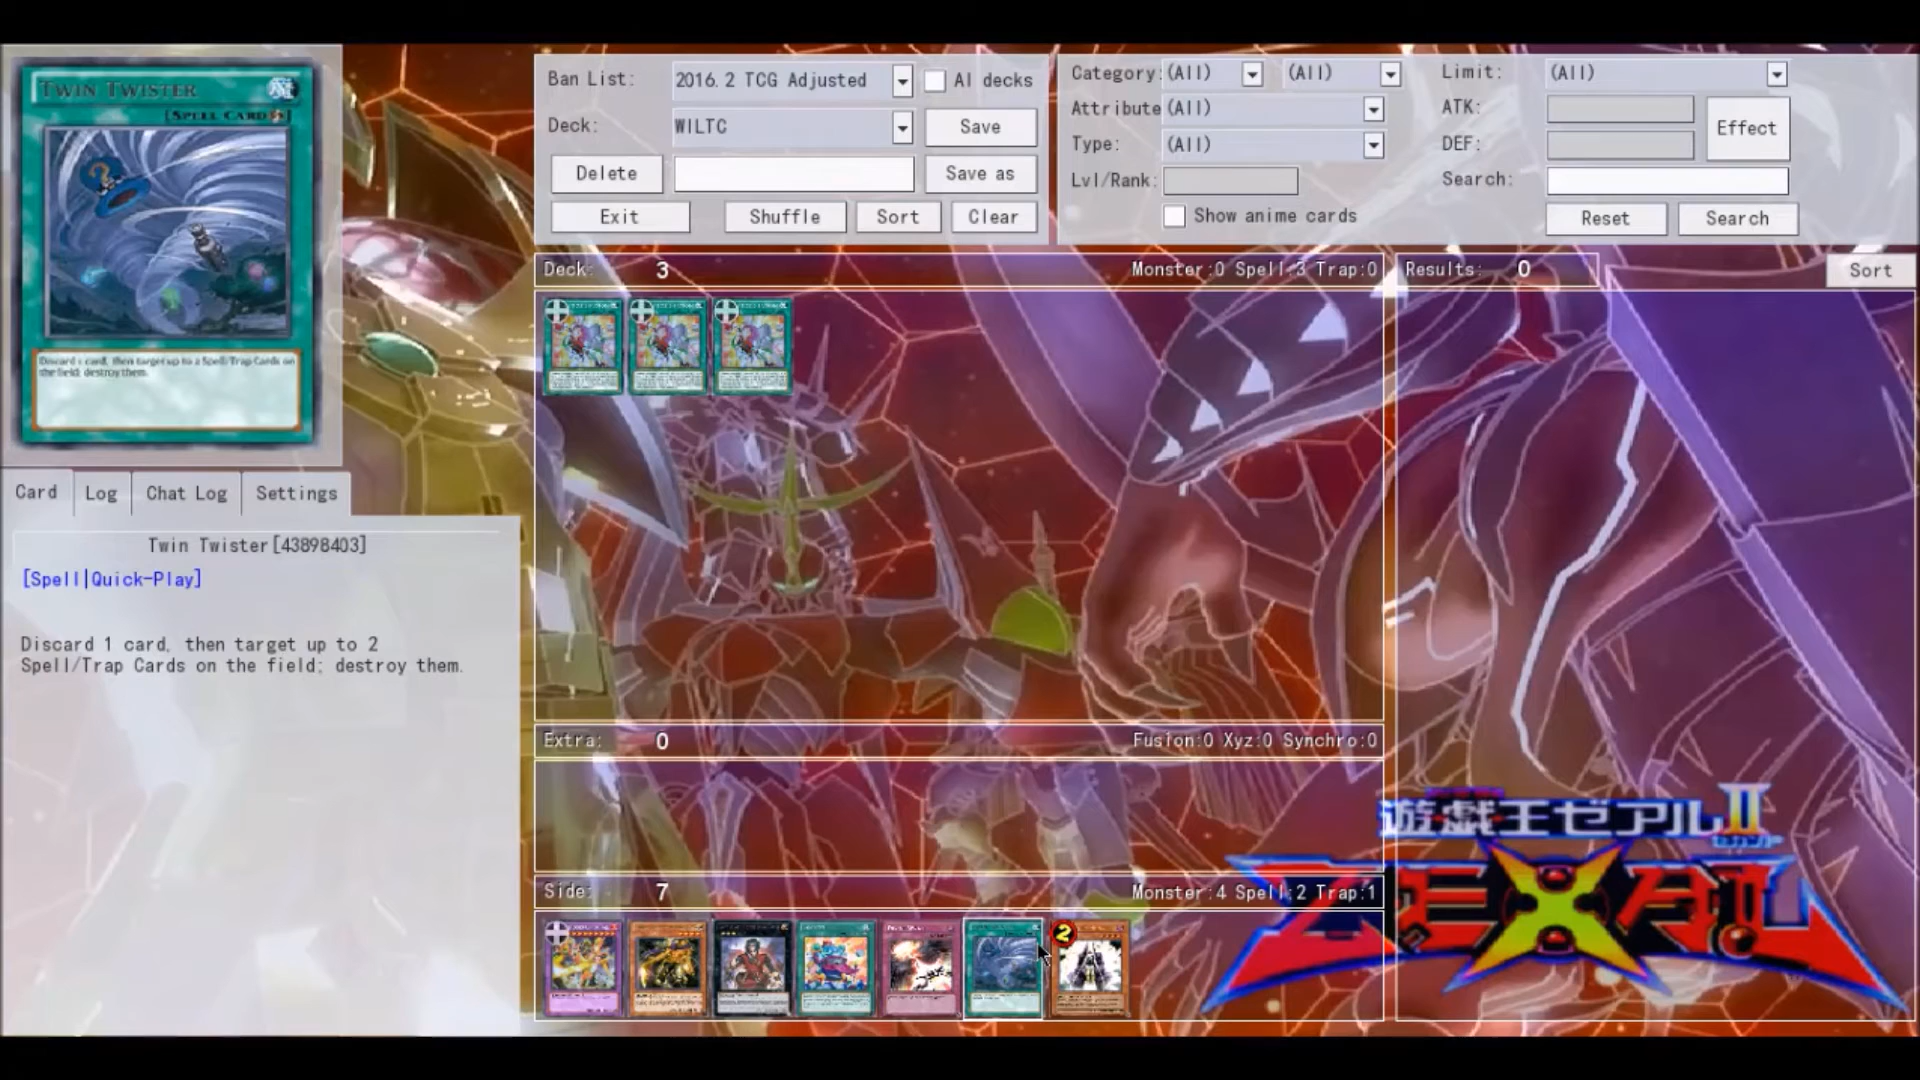 TWIN TWISTER
[SPELL CARD]
Discard 1 card, then target up to 2 Spell/Trap Cards on
the field; destroy them.
Card
Log
Chat Log
Settings
Twin Twister[43898403]
[Spell|Quick-Play]
Discard 1 card, then target up to 2
Spell/Trap Cards on the field; destroy them.
Ban List:
2016.2 TCG Adjusted
AI decks
Deck:
WILTC
Save
Delete
Save as
Exit
Shuffle
Sort
Clear
Category:
(All)
(All)
Limit:
(All)
Attribute
(All)
ATK:
Effect
Type:
(All)
DEF:
Lvl/Rank:
Search:
Show anime cards
Reset
Search
Deck: 3
Monster:0 Spell:3 Trap:0
Results: 0
Sort
Extra: 0
Fusion:0 Xyz:0 Synchro:0
Side: 7
Monster:4 Spell:2 Trap:1
2
遊戯王ゼアルII
セカンド
ZEXAL